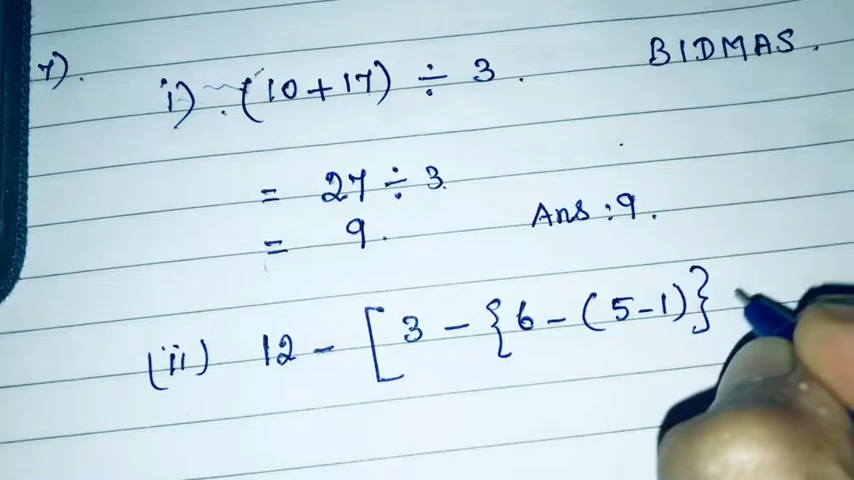 7). i). (10+17) ÷ 3. BIDMAS.
= 27 ÷ 3.
= 9. Ans : 9.
(ii) 12 - [3 - {6 - (5-1)}